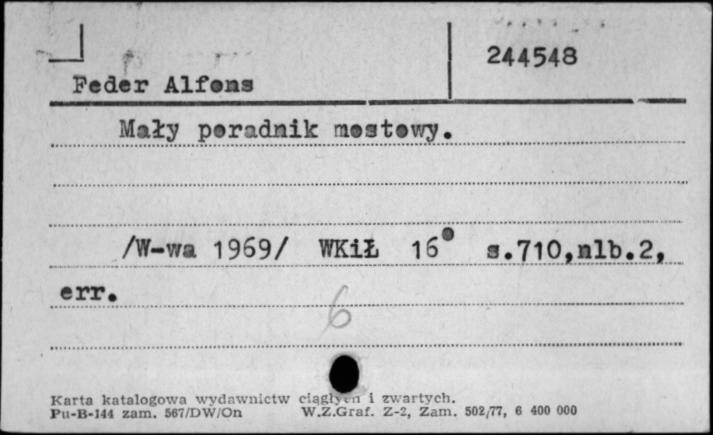 244548
Feder Alfons
Mały poradnik mostowy.
/W-wa 1969/ WKiŁ 16° s.710,nlb.2,
err.
6
Karta katalogowa wydawnictw ciągłych i zwartych.
Pu-B-144 zam. 567/DW/On W.Z.Graf. Z-2, Zam. 502/77, 6 400 000